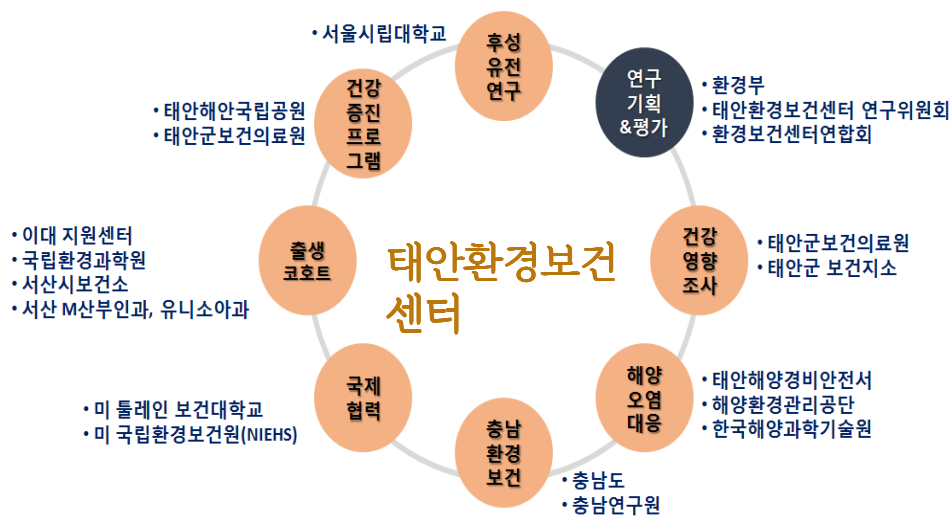 후성
유전
연구
• 서울시립대학교
연구
기획
&평가
• 환경부
• 태안환경보건센터 연구위원회
• 환경보건센터연합회
건강
영향
조사
• 태안군보건의료원
• 태안군 보건지소
해양
오염
대응
• 태안해양경비안전서
• 해양환경관리공단
• 한국해양과학기술원
충남
환경
보건
• 충남도
• 충남연구원
국제
협력
• 미 툴레인 보건대학교
• 미 국립환경보건원(NIEHS)
출생
코호트
• 이대 지원센터
• 국립환경과학원
• 서산시보건소
• 서산 M산부인과, 유니소아과
건강
증진
프로
그램
• 태안해안국립공원
• 태안군보건의료원
태안환경보건
센터